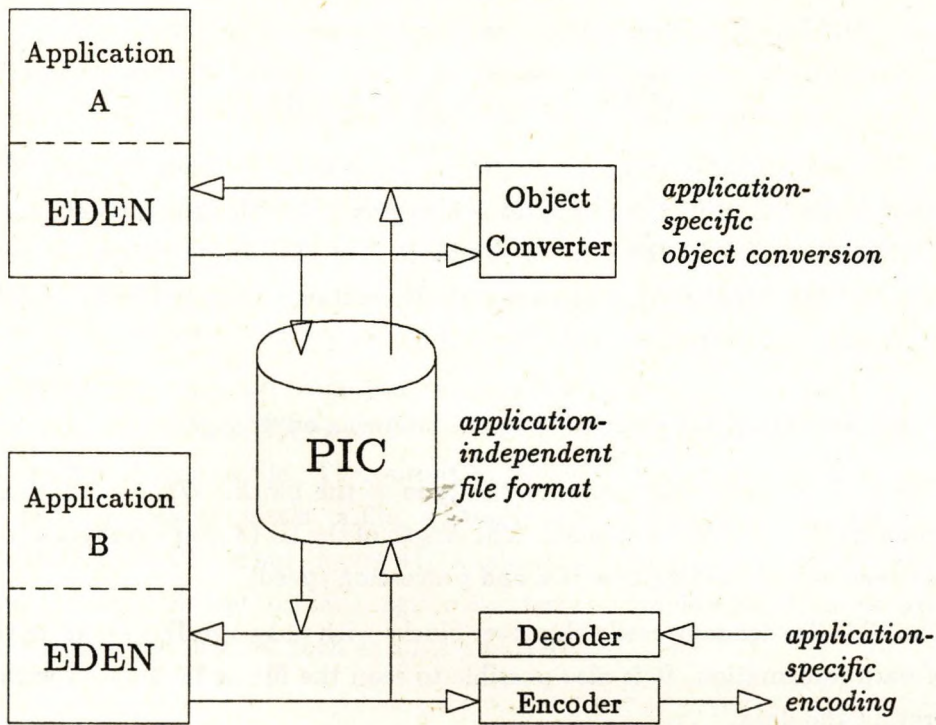 Application
A
EDEN
Object
Converter
application-
specific
object conversion
PIC
application-
independent
file format
Application
B
EDEN
Decoder
Encoder
application-
specific
encoding